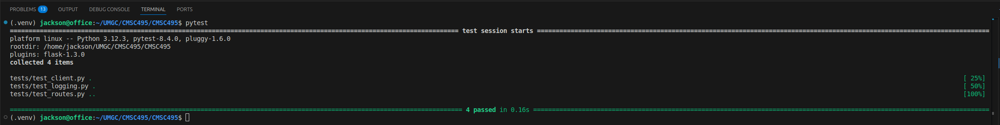 PROBLEMS 13 OUTPUT DEBUG CONSOLE TERMINAL PORTS
(.venv) jackson@office:~/UMGC/CMSC495/CMSC495$ pytest
=========================================================================================================================== test session starts ===========================================================================================================================
platform linux -- Python 3.12.3, pytest-8.4.0, pluggy-1.6.0
rootdir: /home/jackson/UMGC/CMSC495/CMSC495
plugins: flask-1.3.0
collected 4 items
tests/test_client.py . [ 25%]
tests/test_logging.py . [ 50%]
tests/test_routes.py .. [100%]
============================================================================================================================ 4 passed in 0.16s ============================================================================================================================
(.venv) jackson@office:~/UMGC/CMSC495/CMSC495$